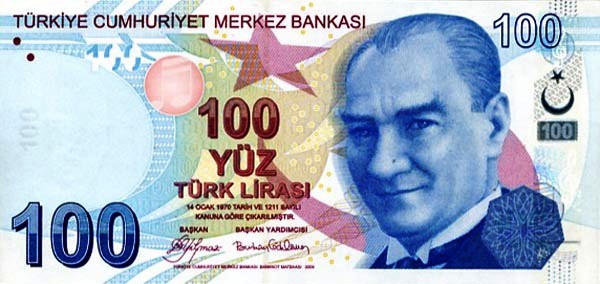 TÜRKİYE CUMHURİYET MERKEZ BANKASI
100
100
100
100
100
YÜZ
TÜRK LİRASI
14 OCAK 1970 TARİH VE 1211 SAYILI
KANUNA GÖRE ÇIKARILMIŞTIR.
BAŞKAN BAŞKAN YARDIMCISI
100
TÜRKİYE CUMHURİYET MERKEZ BANKASI BANKNOT MATBAASI 2009